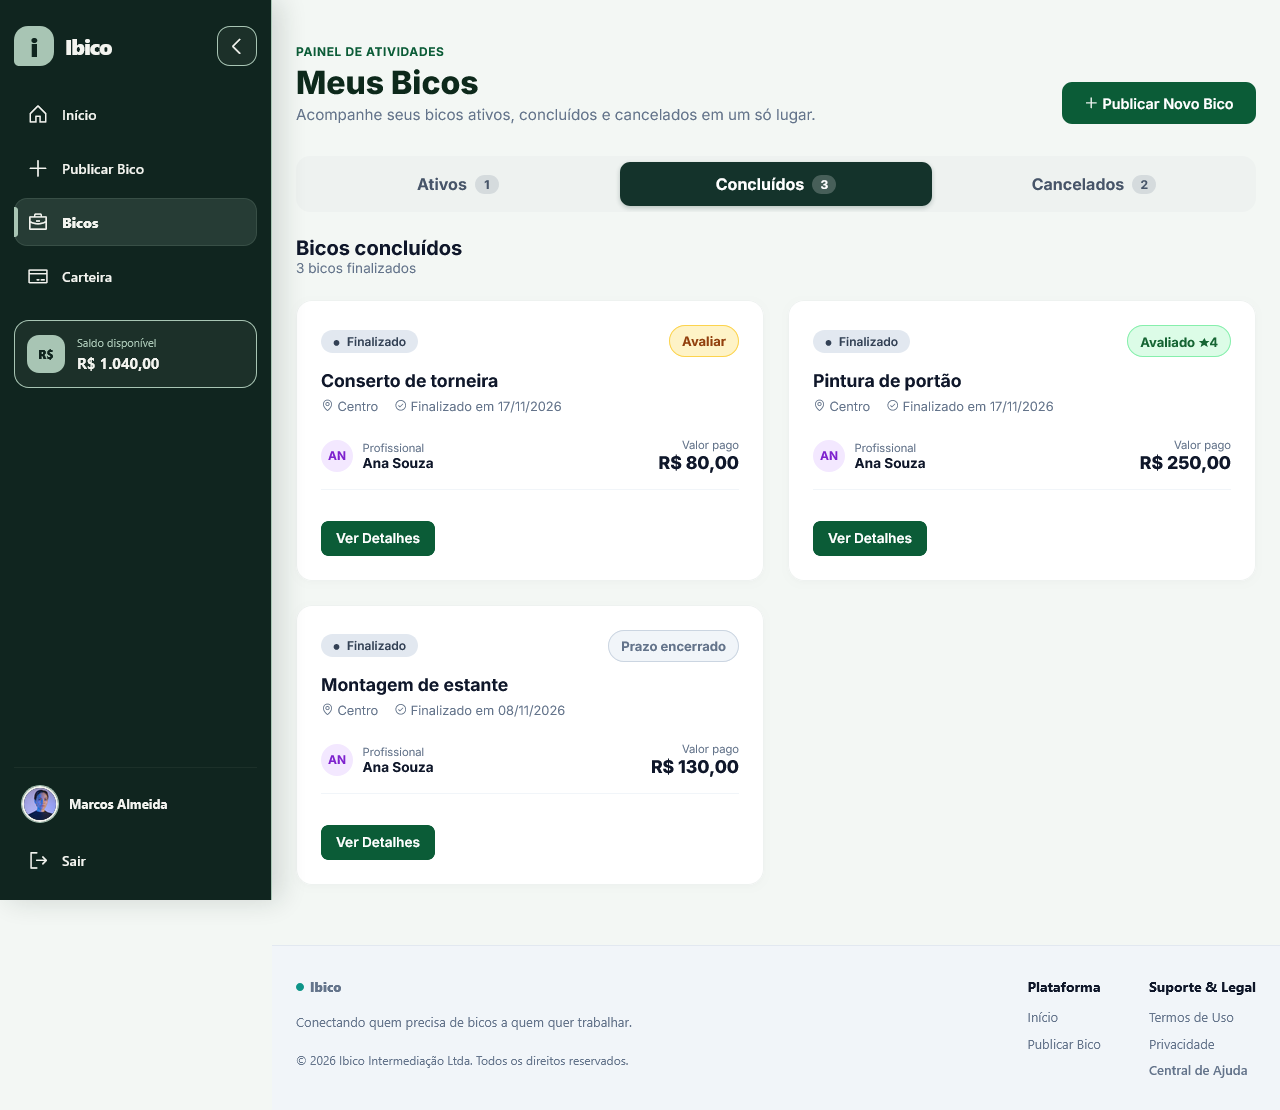 i
Ibico
Início
Publicar Bico
Bicos
Carteira
R$
Saldo disponível
R$ 1.040,00
Marcos Almeida
Sair
PAINEL DE ATIVIDADES
Meus Bicos
Acompanhe seus bicos ativos, concluídos e cancelados em um só lugar.
+ Publicar Novo Bico
Ativos 1
Concluídos 3
Cancelados 2
Bicos concluídos
3 bicos finalizados
● Finalizado
Avaliar
Conserto de torneira
Centro Finalizado em 17/11/2026
AN
Profissional
Ana Souza
Valor pago
R$ 80,00
Ver Detalhes
● Finalizado
Avaliado ★4
Pintura de portão
Centro Finalizado em 17/11/2026
AN
Profissional
Ana Souza
Valor pago
R$ 250,00
Ver Detalhes
● Finalizado
Prazo encerrado
Montagem de estante
Centro Finalizado em 08/11/2026
AN
Profissional
Ana Souza
Valor pago
R$ 130,00
Ver Detalhes
Ibico
Conectando quem precisa de bicos a quem quer trabalhar.
© 2026 Ibico Intermediação Ltda. Todos os direitos reservados.
Plataforma
Início
Publicar Bico
Suporte & Legal
Termos de Uso
Privacidade
Central de Ajuda